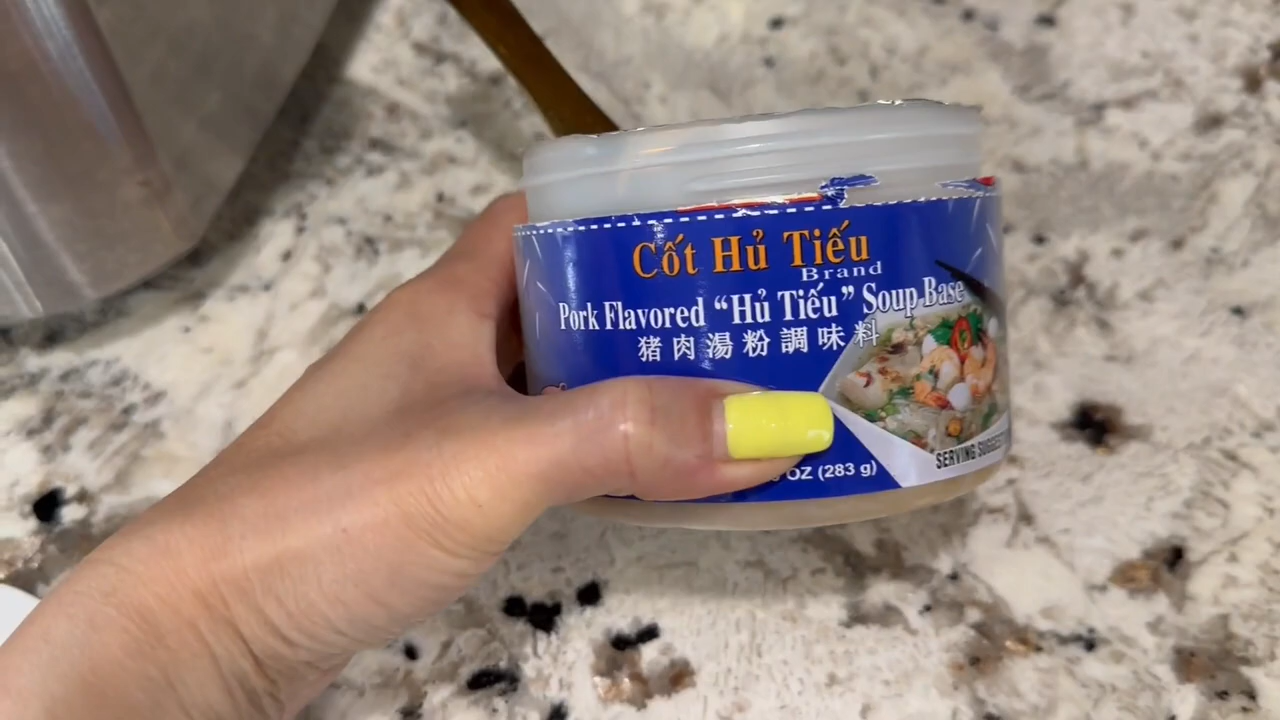 Cốt Hủ Tiếu
Brand
Pork Flavored “Hủ Tiếu” Soup Base
猪肉湯粉調味料
OZ (283 g)
SERVING